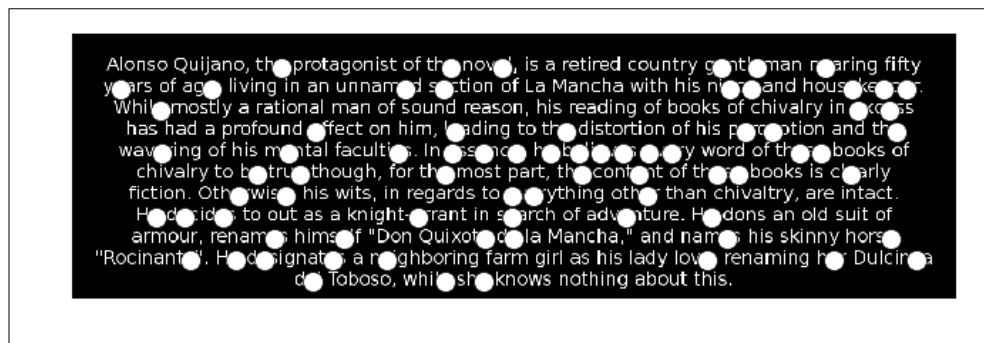 Alonso Quijano, the protagonist of the novel, is a retired country gentleman nearing fifty
years of age, living in an unnamed section of La Mancha with his niece and housekeeper.
While mostly a rational man of sound reason, his reading of books of chivalry in excess
has had a profound effect on him, leading to the distortion of his perception and the
wavering of his mental faculties. In essence, he believes every word of these books of
chivalry to be true though, for the most part, the content of these books is clearly
fiction. Otherwise, his wits, in regards to everything other than chivaltry, are intact.
He decides to out as a knight-errant in search of adventure. He dons an old suit of
armour, renames himself "Don Quixote de la Mancha," and names his skinny horse
"Rocinante". He designates a neighboring farm girl as his lady love, renaming her Dulcinea
del Toboso, while she knows nothing about this.